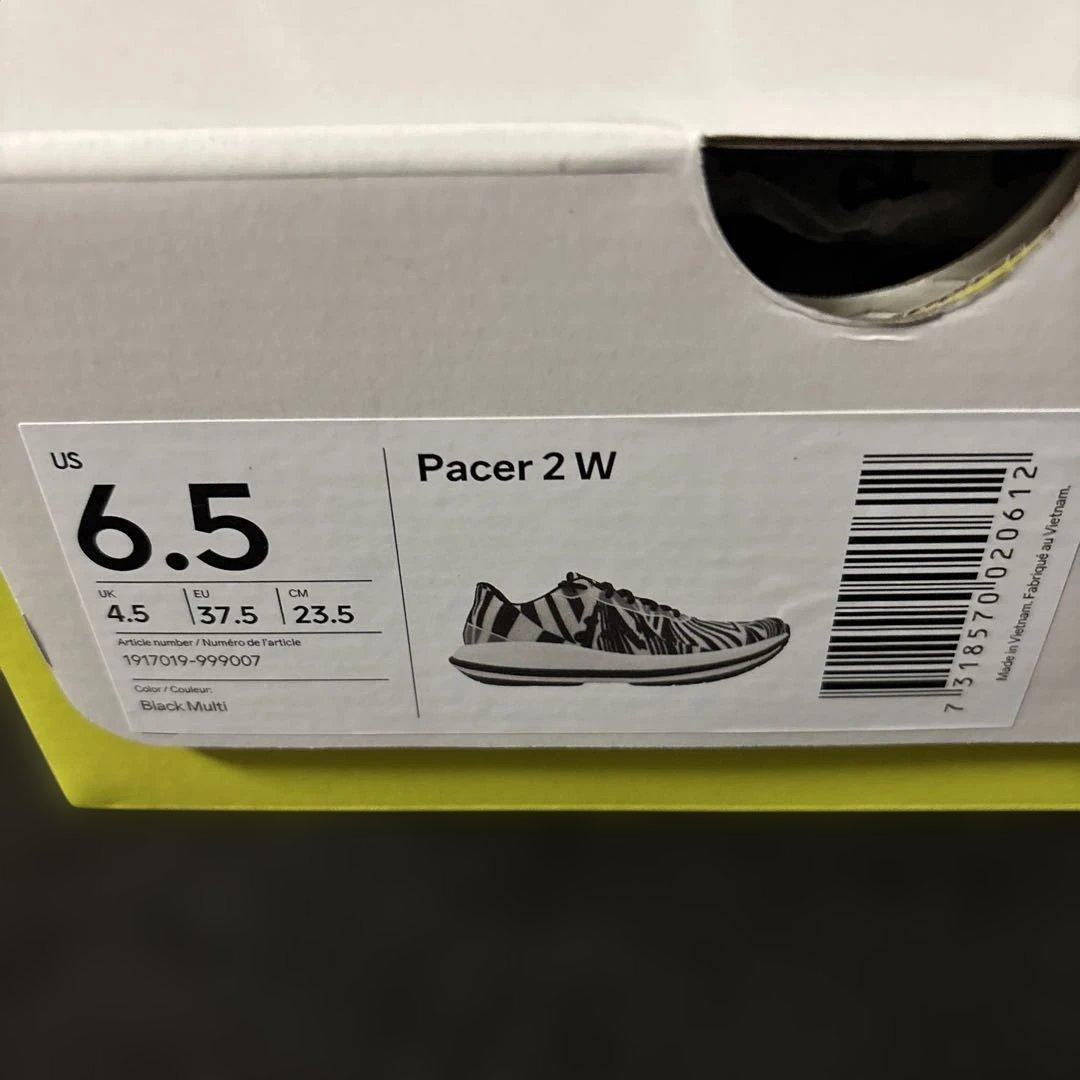 US
6.5
UK
4.5
EU
37.5
CM
23.5
Article number / Numéro de l'article
1917019-999007
Color / Couleur:
Black Multi
Pacer 2 W
7 318570 020612
Made in Vietnam. Fabriqué au Vietnam.